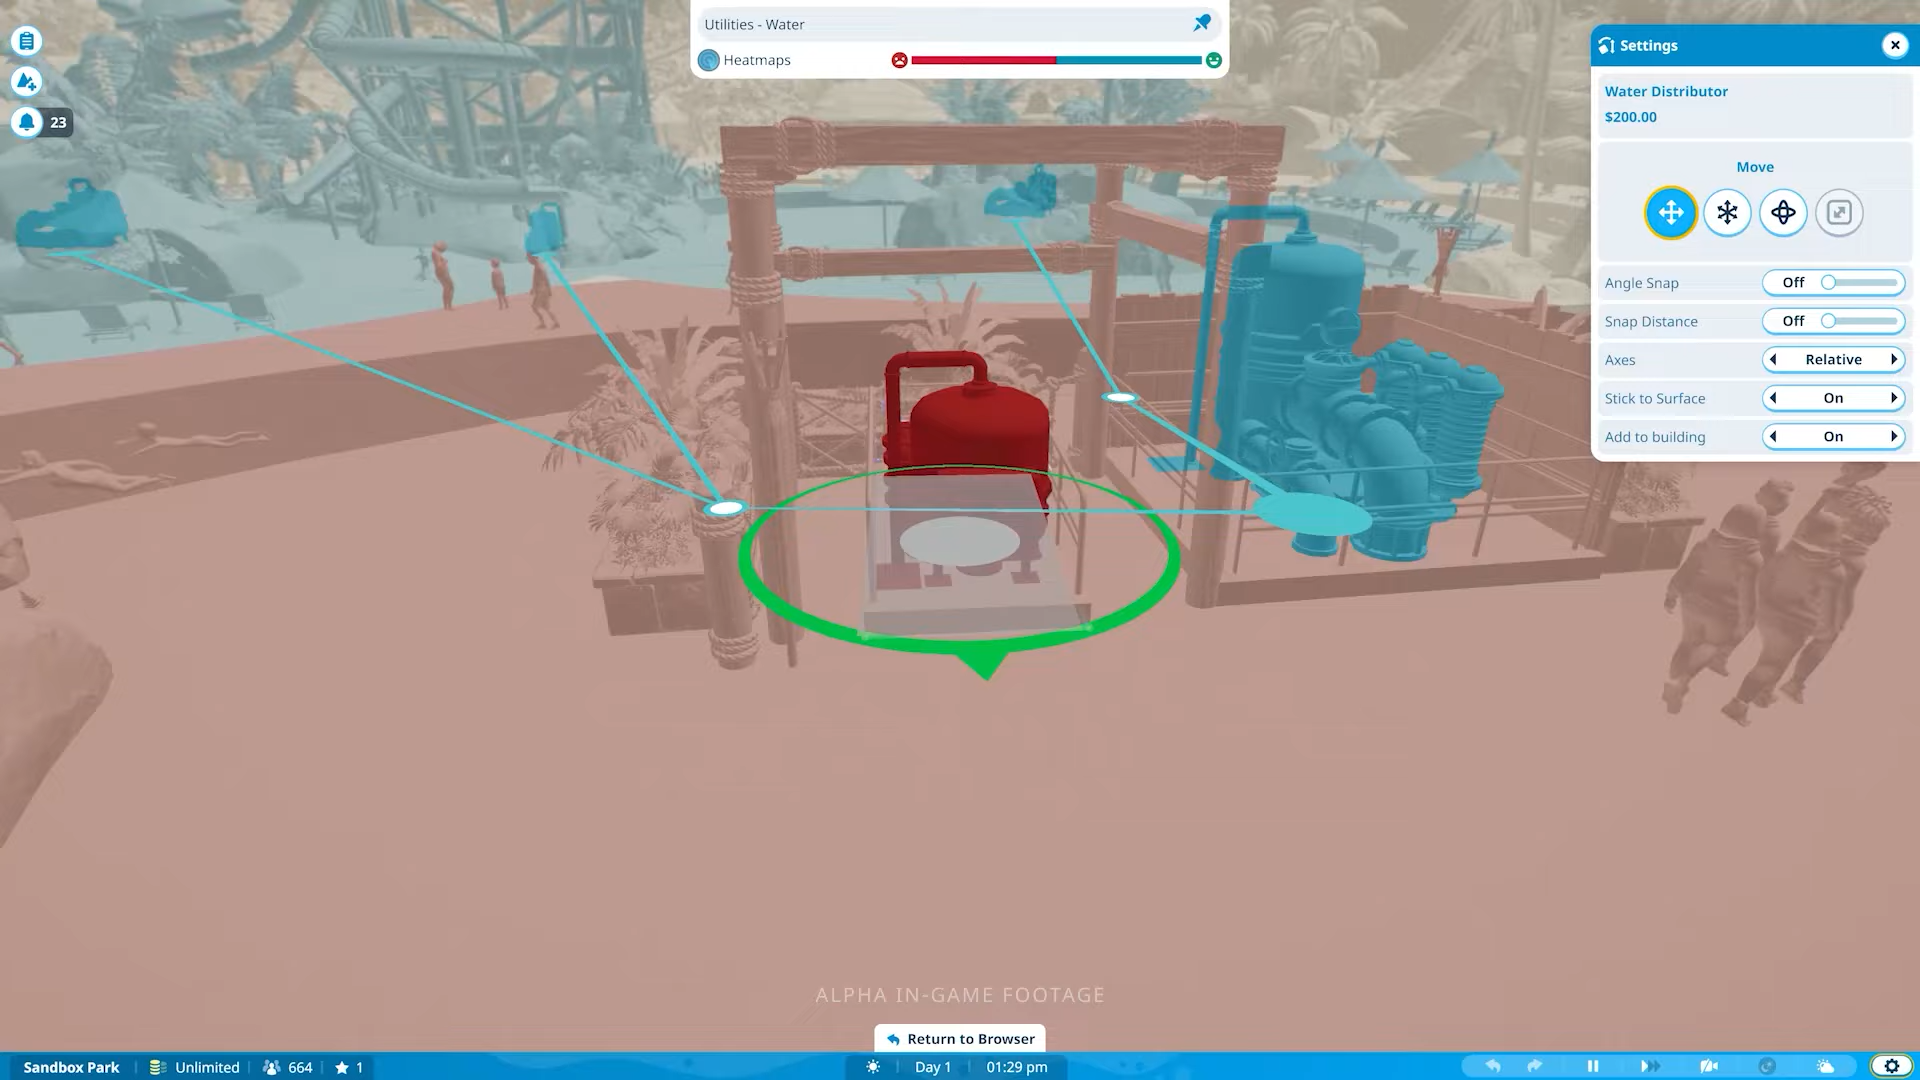 Utilities - Water
Heatmaps
23
Settings
Water Distributor
$200.00
Move
Angle Snap Off
Snap Distance Off
Axes Relative
Stick to Surface On
Add to building On
ALPHA IN-GAME FOOTAGE
Return to Browser
Sandbox Park Unlimited 664 1 Day 1 01:29 pm